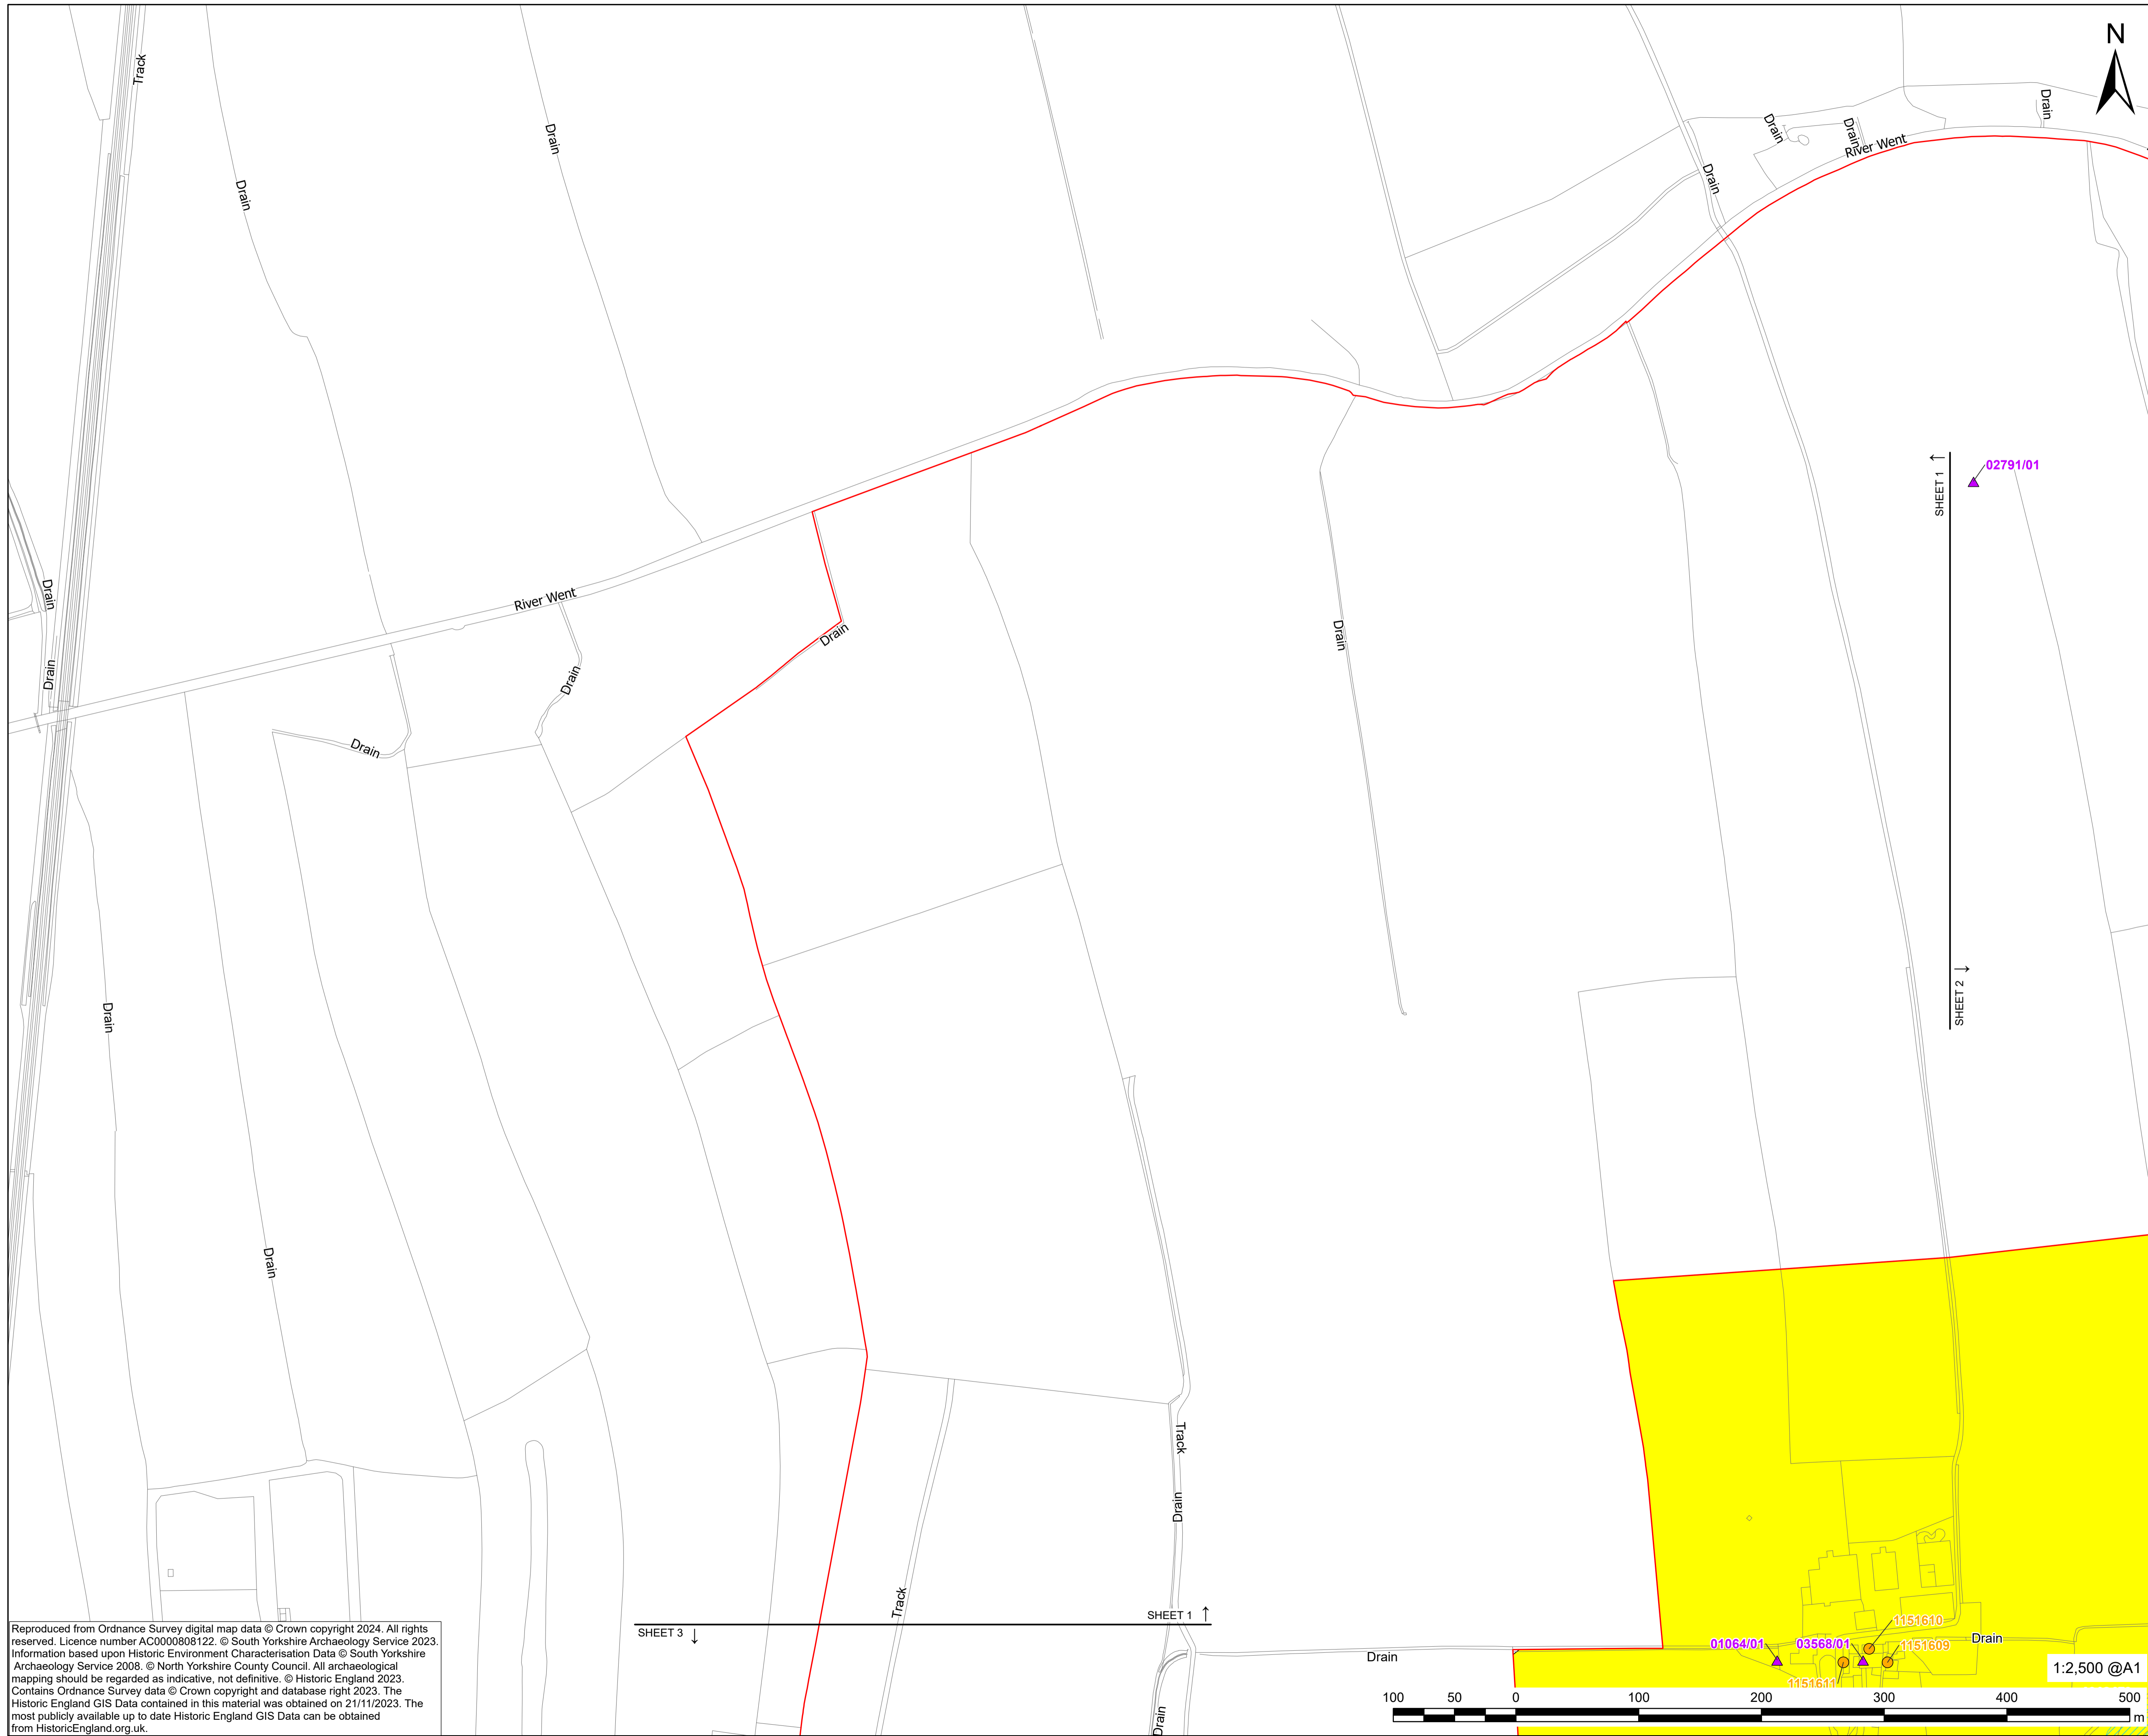 N
Track
Drain
Drain
Drain
Drain
Drain
Drain
River Went
02791/01
SHEET 1
SHEET 2
Drain
Drain
River Went
Drain
Drain
Drain
Drain
Drain
Drain
Track
Drain
Track
SHEET 1
SHEET 3
Drain
Drain
Drain
1151610
01064/01
03568/01
1151609
1151611
1:2,500 @A1
100 50 0 100 200 300 400 500
m
Reproduced from Ordnance Survey digital map data © Crown copyright 2024. All rights
reserved. Licence number AC0000808122. © South Yorkshire Archaeology Service 2023.
Information based upon Historic Environment Characterisation Data © South Yorkshire
Archaeology Service 2008. © North Yorkshire County Council. All archaeological
mapping should be regarded as indicative, not definitive. © Historic England 2023.
Contains Ordnance Survey data © Crown copyright and database right 2023. The
Historic England GIS Data contained in this material was obtained on 21/11/2023. The
most publicly available up to date Historic England GIS Data can be obtained
from HistoricEngland.org.uk.